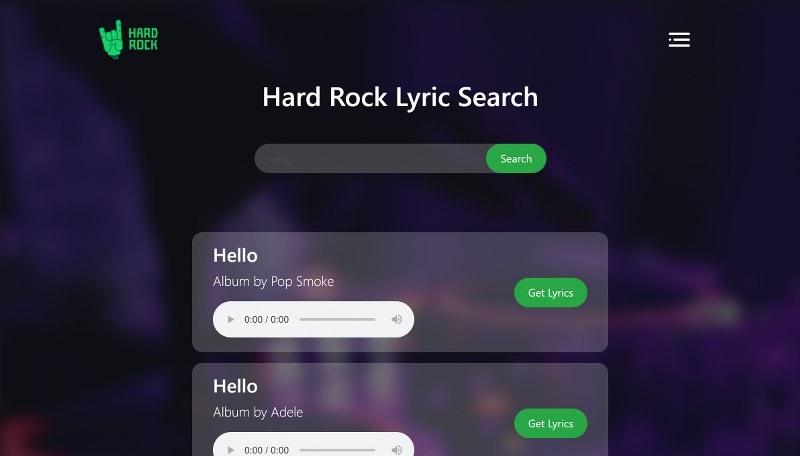 HARD
ROCK
Hard Rock Lyric Search
hello
Search
Hello
Album by Pop Smoke
Get Lyrics
0:00 / 0:00
Hello
Album by Adele
Get Lyrics
0:00 / 0:00